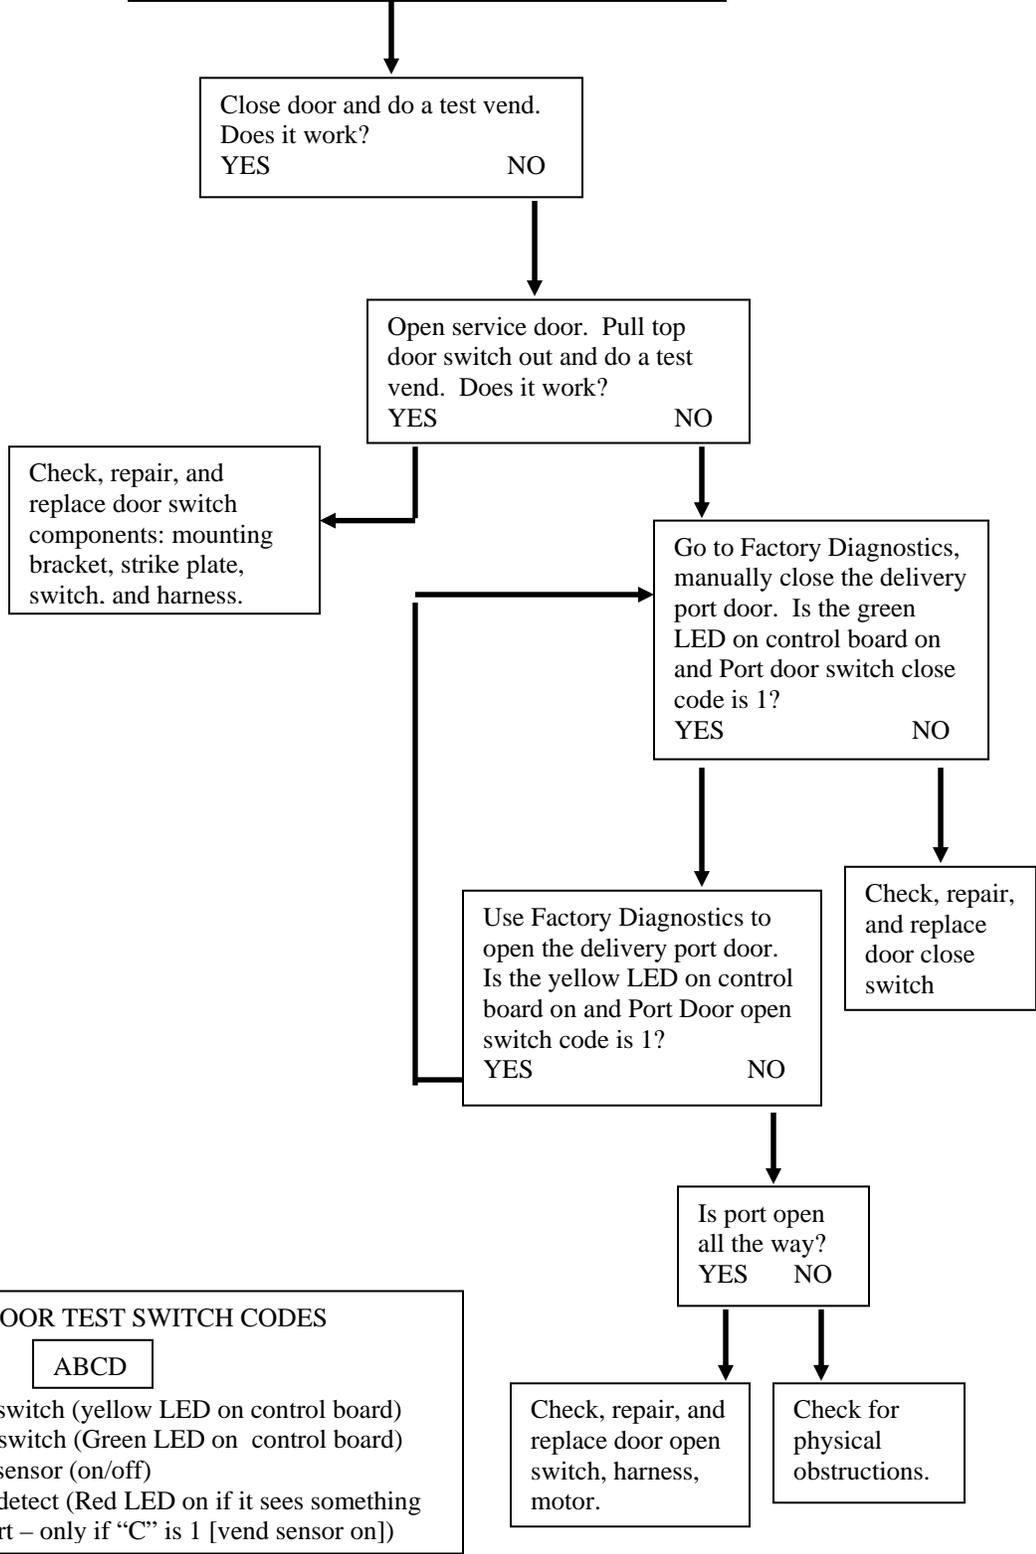 Close door and do a test vend.
Does it work?
YES NO
Open service door. Pull top
door switch out and do a test
vend. Does it work?
YES NO
Check, repair, and
replace door switch
components: mounting
bracket, strike plate,
switch, and harness.
Go to Factory Diagnostics,
manually close the delivery
port door. Is the green
LED on control board on
and Port door switch close
code is 1?
YES NO
Check, repair,
and replace
door close
switch
Use Factory Diagnostics to
open the delivery port door.
Is the yellow LED on control
board on and Port Door open
switch code is 1?
YES NO
Is port open
all the way?
YES NO
Check, repair, and
replace door open
switch, harness,
motor.
Check for
physical
obstructions.
OOR TEST SWITCH CODES
ABCD
switch (yellow LED on control board)
switch (Green LED on control board)
sensor (on/off)
detect (Red LED on if it sees something
rt – only if “C” is 1 [vend sensor on])